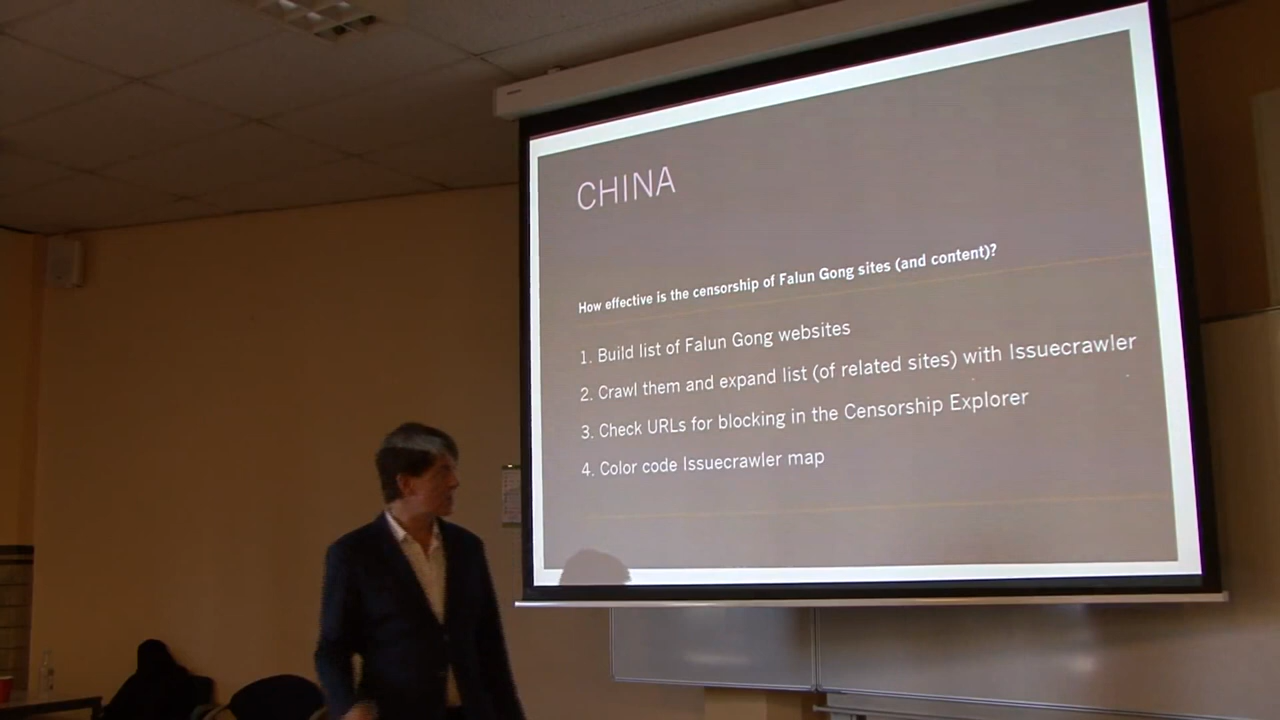 CHINA
How effective is the censorship of Falun Gong sites (and content)?
1. Build list of Falun Gong websites
2. Crawl them and expand list (of related sites) with Issuecrawler
3. Check URLs for blocking in the Censorship Explorer
4. Color code Issuecrawler map